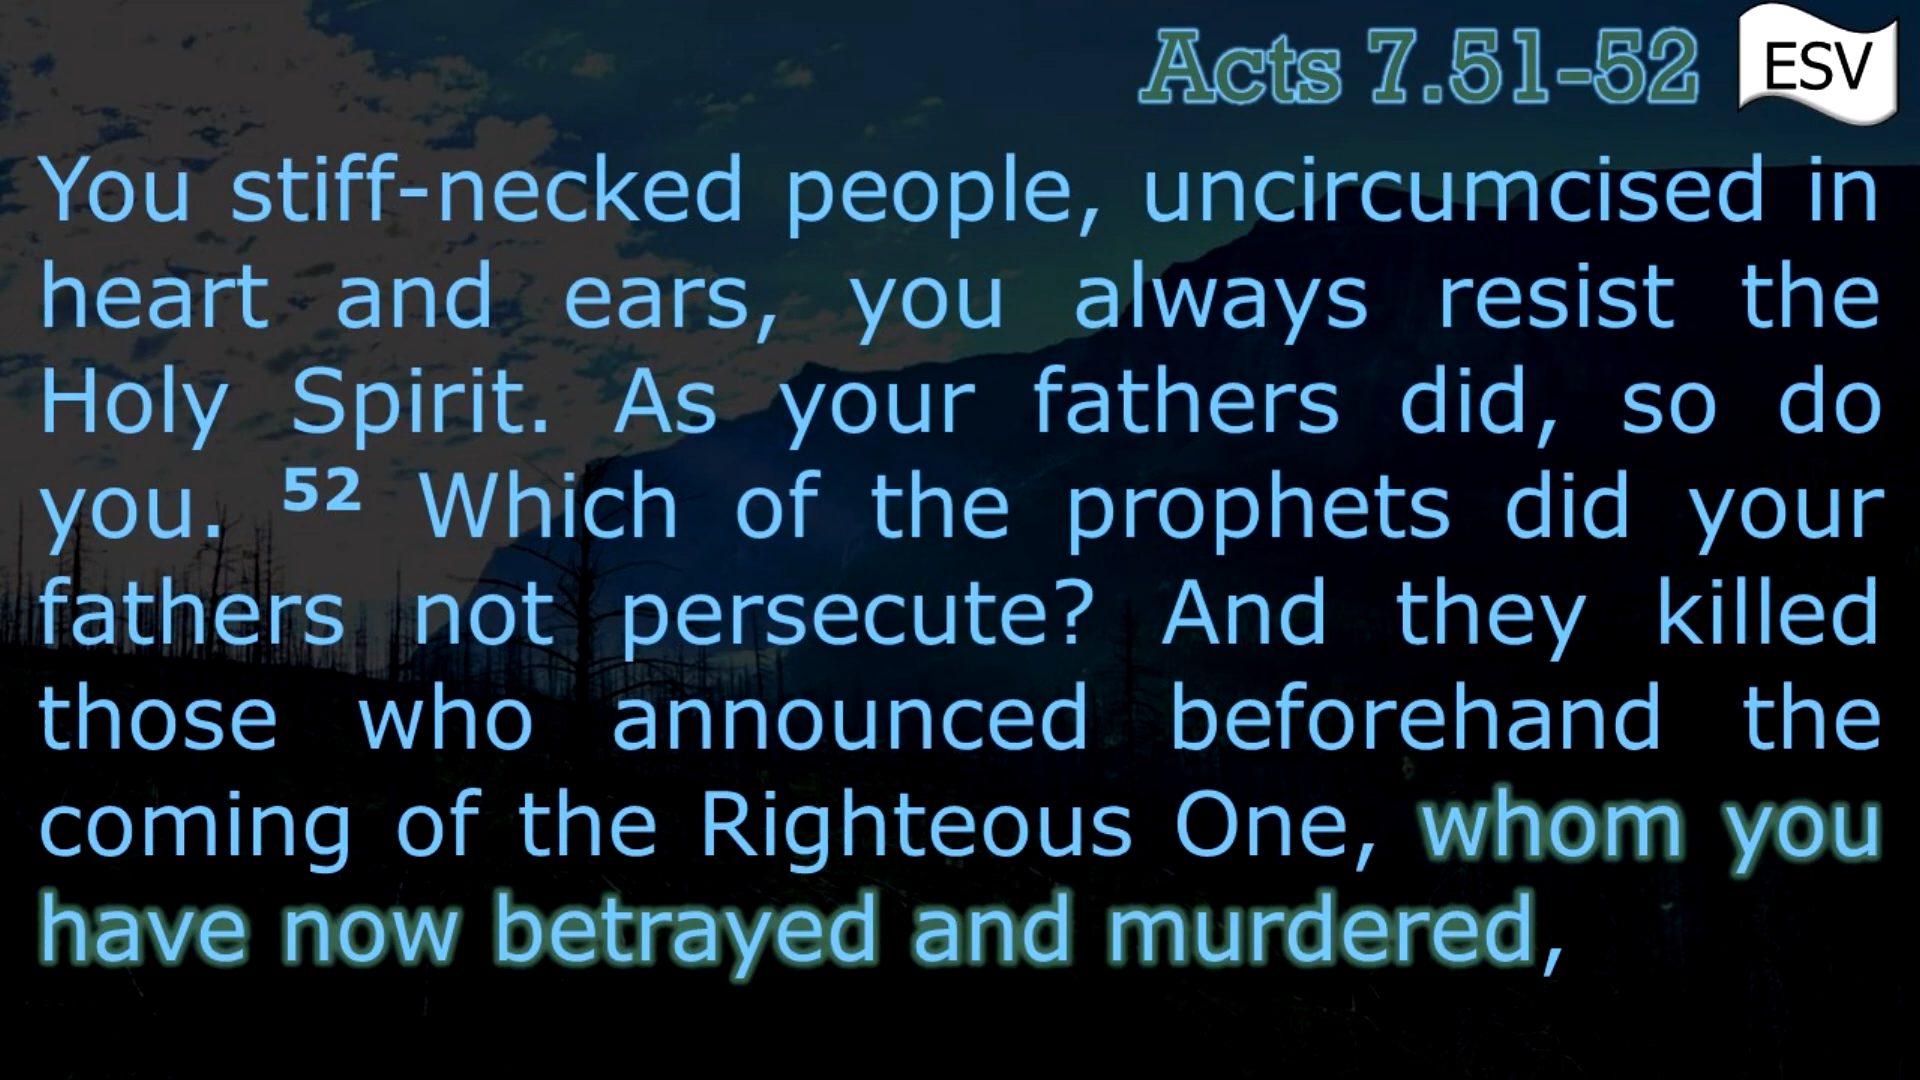 Acts 7.51-52 ESV
You stiff-necked people, uncircumcised in
heart and ears, you always resist the
Holy Spirit. As your fathers did, so do
you. 52 Which of the prophets did your
fathers not persecute? And they killed
those who announced beforehand the
coming of the Righteous One, whom you
have now betrayed and murdered,